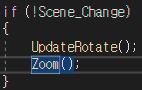 if (!Scene_Change)
{
    UpdateRotate();
    Zoom();
}